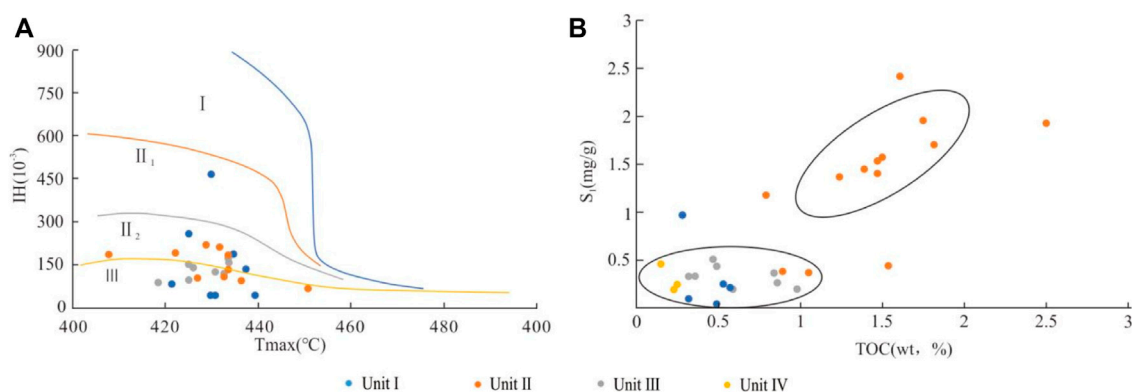 A
900
750
600
450
300
150
0
IH(10⁻³)
I
II₁
II₂
III
400 420 440 460 480 400
Tmax(℃)
B
3
2.5
2
1.5
1
0.5
0
S₁(mg/g)
0 0.5 1 1.5 2 2.5 3
TOC(wt，%)
Unit I Unit II Unit III Unit IV